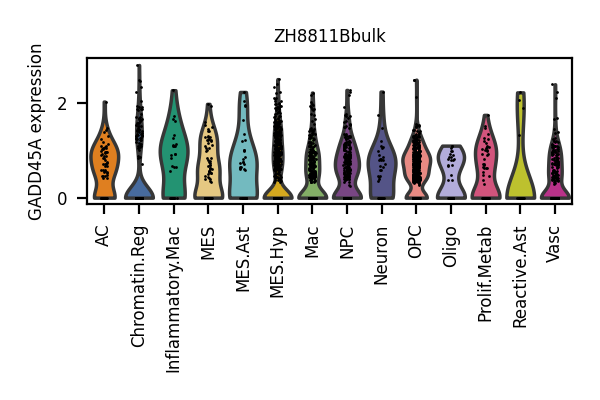 ZH8811Bbulk
GADD45A expression
2
0
AC
Chromatin.Reg
Inflammatory.Mac
MES
MES.Ast
MES.Hyp
Mac
NPC
Neuron
OPC
Oligo
Prolif.Metab
Reactive.Ast
Vasc